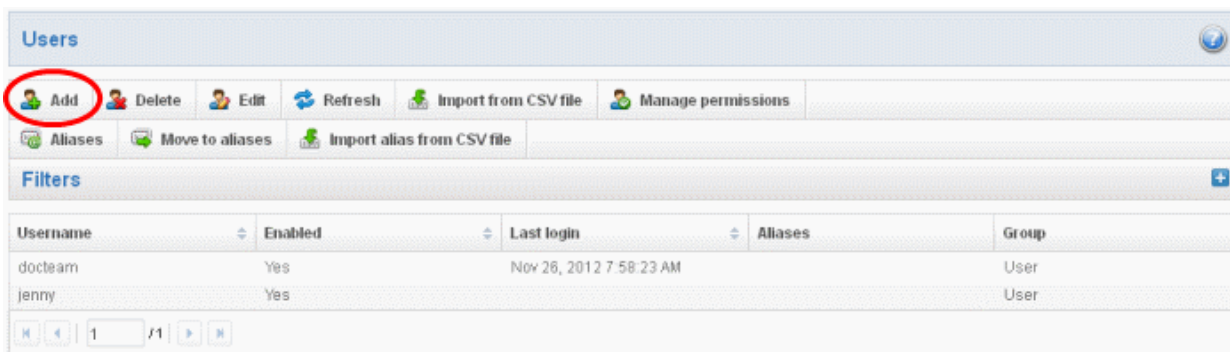 Users
Add Delete Edit Refresh Import from CSV file Manage permissions
Aliases Move to aliases Import alias from CSV file
Filters
Username Enabled Last login Aliases Group
docteam Yes Nov 26, 2012 7:58:23 AM User
jenny Yes User
1 /1